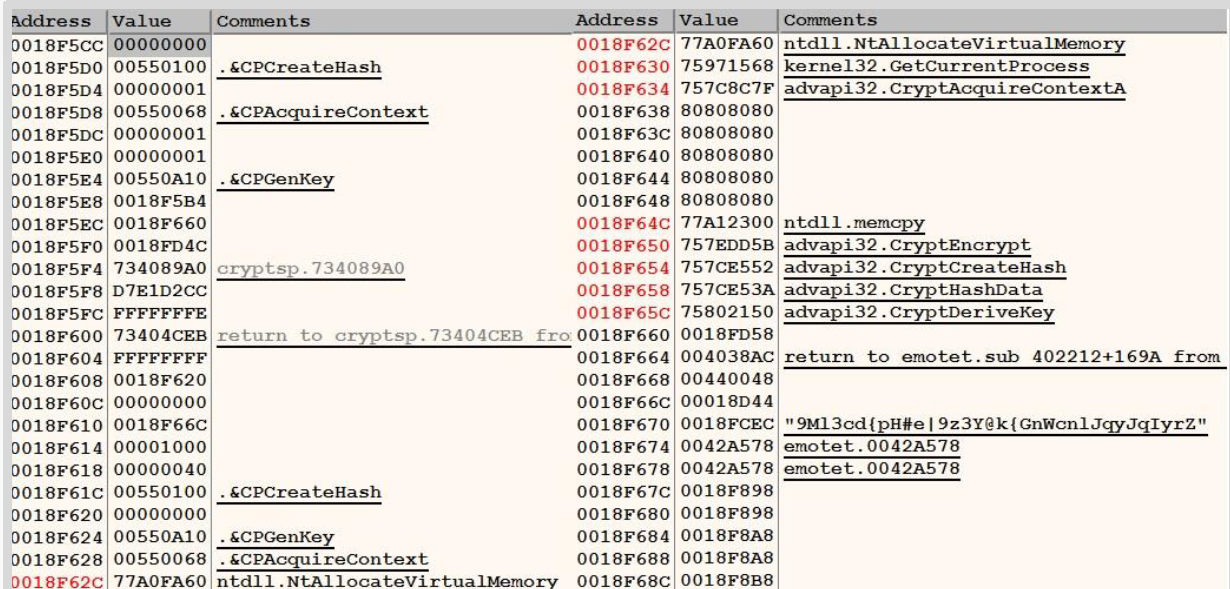 Address Value Comments
0018F5CC 00000000
0018F5D0 00550100 .&CPCreateHash
0018F5D4 00000001
0018F5D8 00550068 .&CPAcquireContext
0018F5DC 00000001
0018F5E0 00000001
0018F5E4 00550A10 .&CPGenKey
0018F5E8 0018F5B4
0018F5EC 0018F660
0018F5F0 0018FD4C
0018F5F4 734089A0 cryptsp.734089A0
0018F5F8 D7E1D2CC
0018F5FC FFFFFFFE
0018F600 73404CEB return to cryptsp.73404CEB fro
0018F604 FFFFFFFF
0018F608 0018F620
0018F60C 00000000
0018F610 0018F66C
0018F614 00001000
0018F618 00000040
0018F61C 00550100 .&CPCreateHash
0018F620 00000000
0018F624 00550A10 .&CPGenKey
0018F628 00550068 .&CPAcquireContext
0018F62C 77A0FA60 ntdll.NtAllocateVirtualMemory
Address Value Comments
0018F62C 77A0FA60 ntdll.NtAllocateVirtualMemory
0018F630 75971568 kernel32.GetCurrentProcess
0018F634 757C8C7F advapi32.CryptAcquireContextA
0018F638 80808080
0018F63C 80808080
0018F640 80808080
0018F644 80808080
0018F648 80808080
0018F64C 77A12300 ntdll.memcpy
0018F650 757EDD5B advapi32.CryptEncrypt
0018F654 757CE552 advapi32.CryptCreateHash
0018F658 757CE53A advapi32.CryptHashData
0018F65C 75802150 advapi32.CryptDeriveKey
0018F660 0018FD58
0018F664 004038AC return to emotet.sub 402212+169A from
0018F668 00440048
0018F66C 00018D44
0018F670 0018FCEC "9Ml3cd{pH#e|9z3Y@k{GnWcnlJqyJqIyrZ"
0018F674 0042A578 emotet.0042A578
0018F678 0042A578 emotet.0042A578
0018F67C 0018F898
0018F680 0018F898
0018F684 0018F8A8
0018F688 0018F8A8
0018F68C 0018F8B8